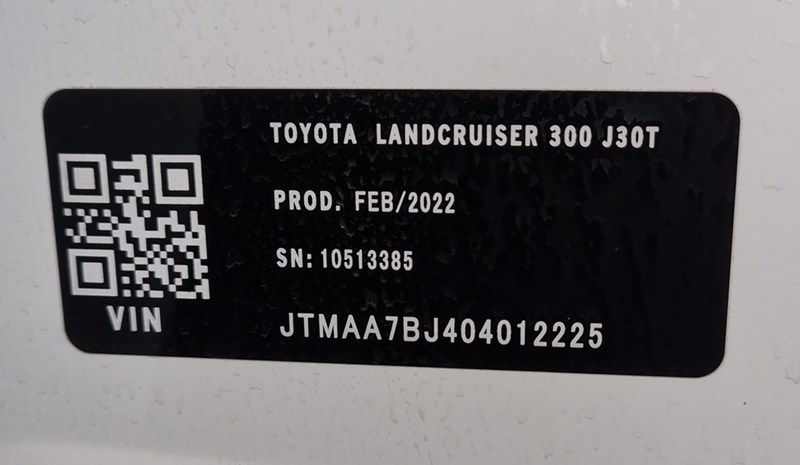 TOYOTA LANDCRUISER 300 J30T
PROD. FEB/2022
SN: 10513385
VIN
JTMAA7BJ404012225